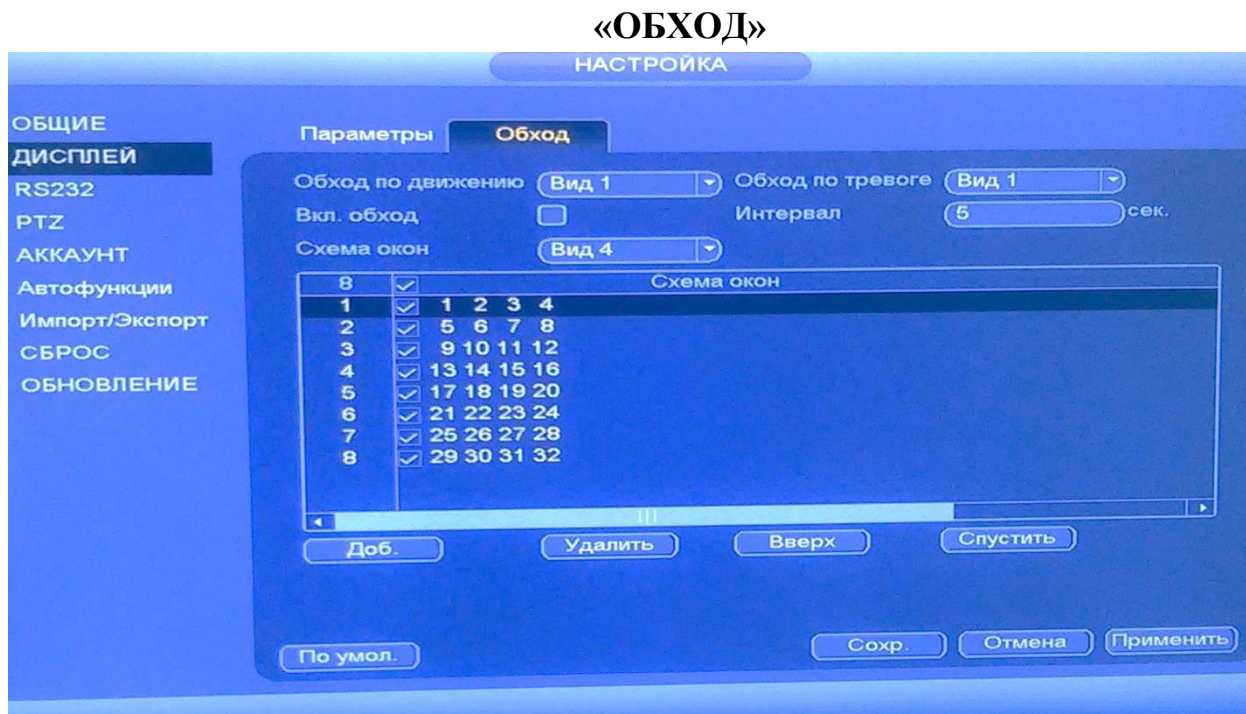 «ОБХОД»
НАСТРОЙКА
ОБЩИЕ
ДИСПЛЕЙ
RS232
PTZ
АККАУНТ
Автофункции
Импорт/Экспорт
СБРОС
ОБНОВЛЕНИЕ
Параметры Обход
Обход по движению Вид 1 Обход по тревоге Вид 1
Вкл. обход Интервал 5 сек.
Схема окон Вид 4
8 Схема окон
1 1 2 3 4
2 5 6 7 8
3 9 10 11 12
4 13 14 15 16
5 17 18 19 20
6 21 22 23 24
7 25 26 27 28
8 29 30 31 32
Доб. Удалить Вверх Спустить
По умол. Сохр. Отмена Применить